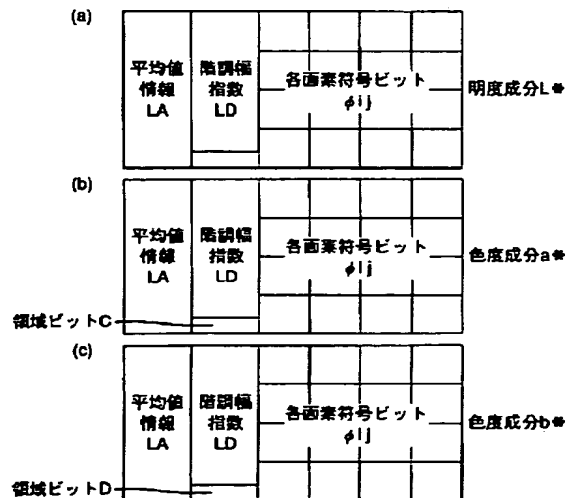 (a)
平均値
情報
LA
階調幅
指数
LD
各画素符号ビット
φij
明度成分L*
(b)
平均値
情報
LA
階調幅
指数
LD
各画素符号ビット
φij
色度成分a*
領域ビットC
(c)
平均値
情報
LA
階調幅
指数
LD
各画素符号ビット
φij
色度成分b*
領域ビットD